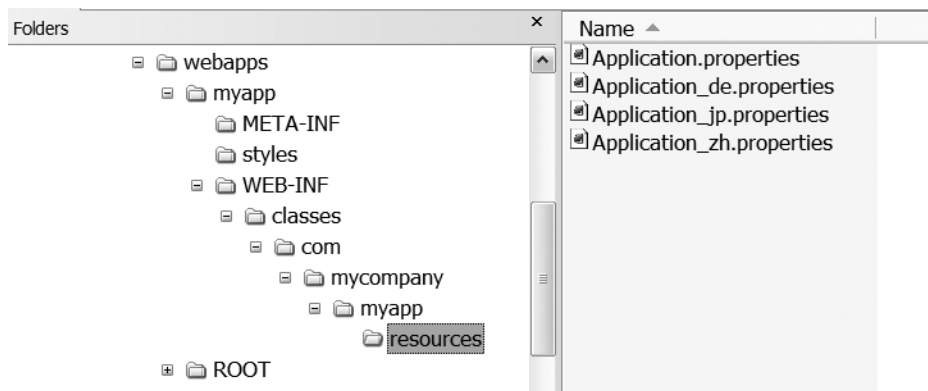 Folders
webapps
myapp
META-INF
styles
WEB-INF
classes
com
mycompany
myapp
resources
ROOT
Name
Application.properties
Application_de.properties
Application_jp.properties
Application_zh.properties